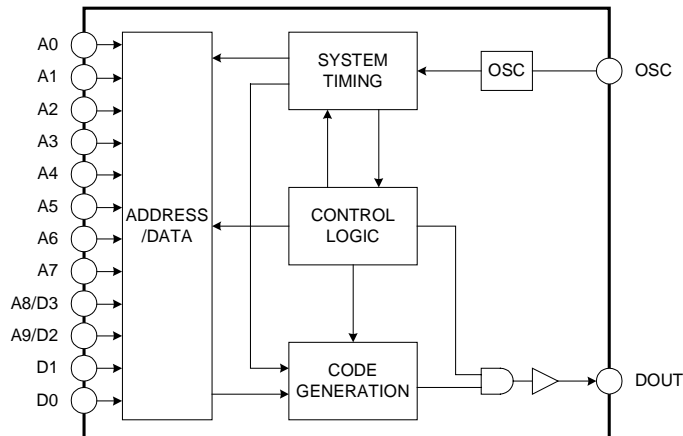 A0
A1
A2
A3
A4
A5
A6
A7
A8/D3
A9/D2
D1
D0
ADDRESS
/DATA
SYSTEM
TIMING
OSC
OSC
CONTROL
LOGIC
CODE
GENERATION
DOUT